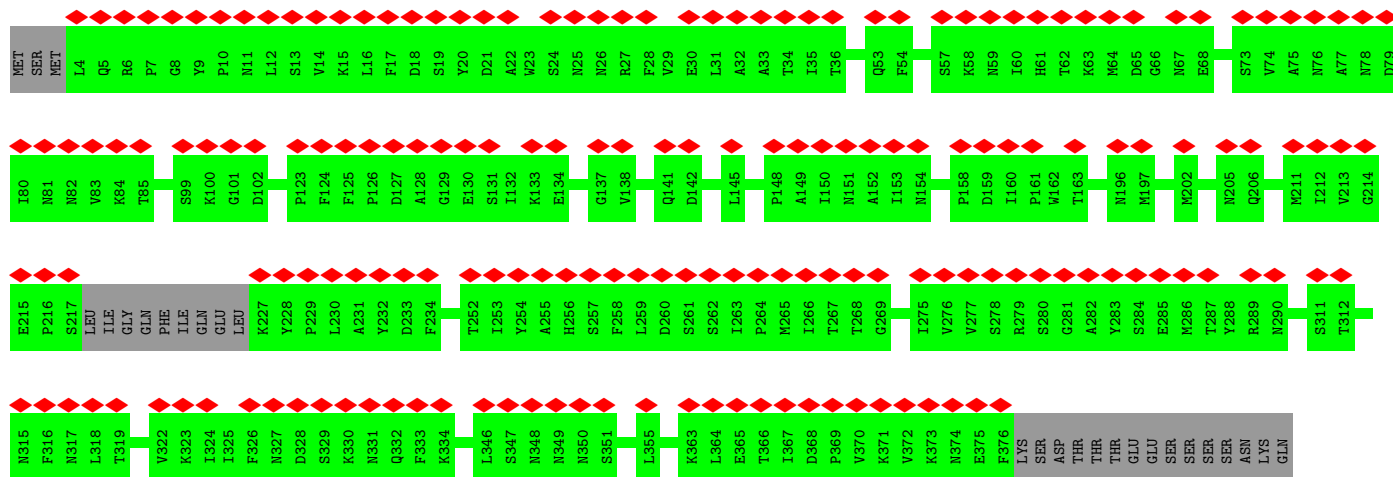 MET SER MET L4 Q5 R6 P7 G8 Y9 P10 N11 L12 S13 V14 K15 L16 F17 D18 S19 Y20 D21 A22 W23 S24 N25 N26 R27 F28 V29 E30 L31 A32 A33 T34 I35 T36 Q53 F54 S57 K58 N59 I60 H61 T62 K63 M64 D65 G66 N67 E68 S73 V74 A75 N76 A77 N78 D79
I80 N81 N82 V83 K84 T85 S99 K100 G101 D102 P123 F124 F125 P126 D127 A128 G129 E130 S131 I132 K133 E134 G137 V138 Q141 D142 L145 P148 A149 I150 N151 A152 I153 N154 P158 D159 I160 P161 W162 T163 N196 M197 M202 N205 Q206 M211 I212 V213 G214
E215 P216 S217 LEU ILE GLY GLN PHE ILE GLN GLU LEU K227 Y228 P229 L230 A231 Y232 D233 F234 T252 I253 Y254 A255 H256 S257 F258 L259 D260 S261 S262 I263 P264 M265 I266 T267 T268 G269 I275 V276 V277 S278 R279 S280 G281 A282 Y283 S284 E285 M286 T287 Y288 R289 N290 S311 T312
N315 F316 N317 L318 T319 V322 K323 I324 I325 F326 N327 D328 S329 K330 N331 Q332 F333 K334 L346 S347 N348 N349 N350 S351 L355 K363 L364 E365 T366 I367 D368 P369 V370 K371 V372 K373 N374 E375 F376 LYS SER ASP THR THR THR GLU GLU SER SER SER SER ASN LYS GLN